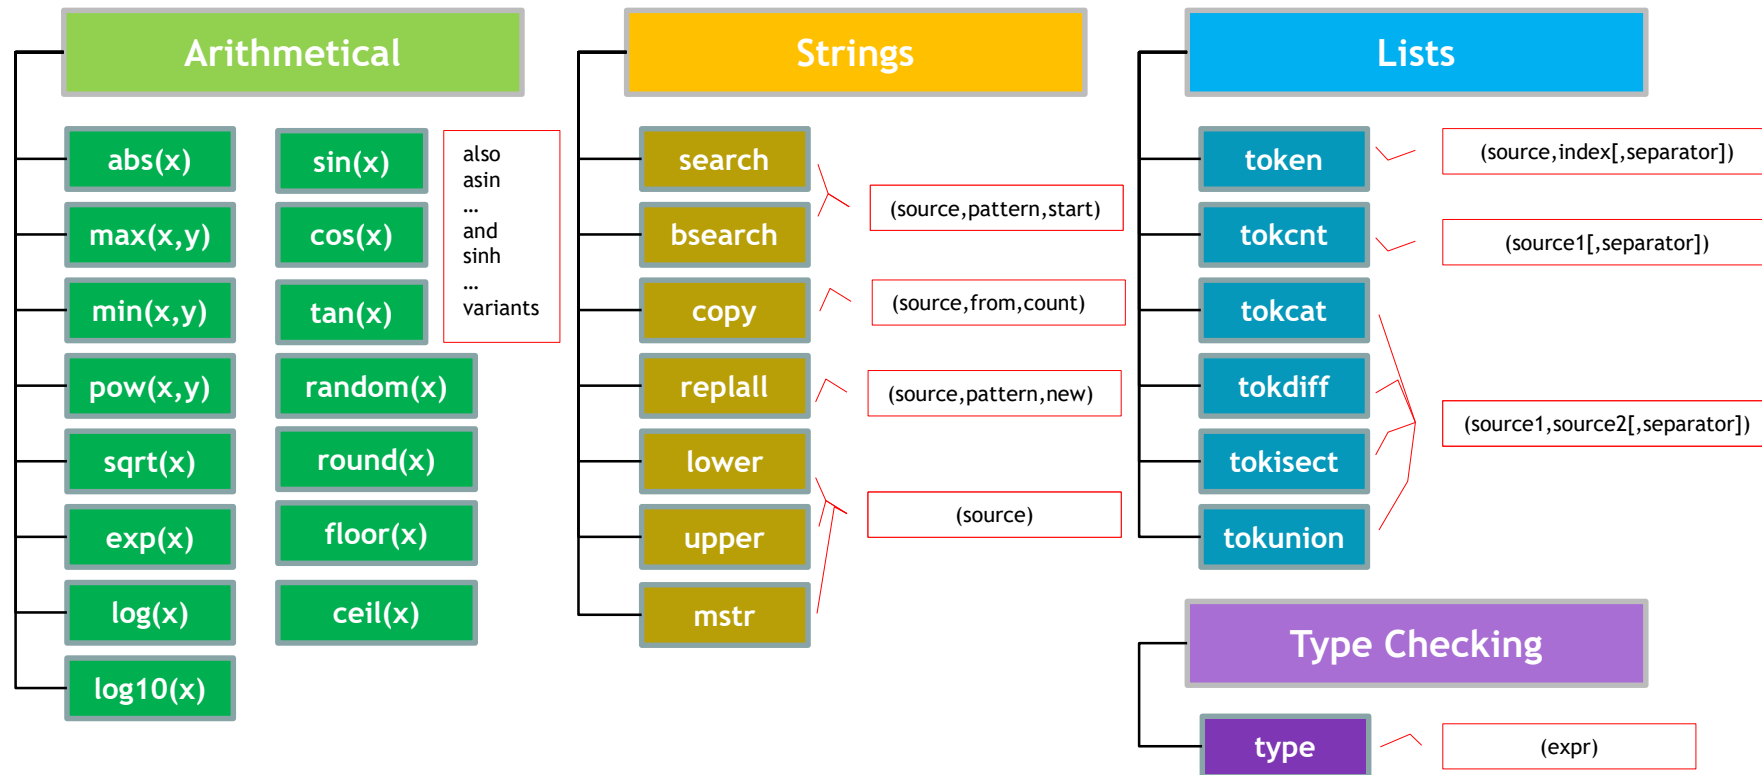 Arithmetical
abs(x)
max(x,y)
min(x,y)
pow(x,y)
sqrt(x)
exp(x)
log(x)
log10(x)
sin(x)
cos(x)
tan(x)
random(x)
round(x)
floor(x)
ceil(x)
also
asin
...
and
sinh
...
variants
Strings
search
bsearch
copy
replall
lower
upper
mstr
(source,pattern,start)
(source,from,count)
(source,pattern,new)
(source)
Lists
token
tokcnt
tokcat
tokdiff
tokisect
tokunion
(source,index[,separator])
(source1[,separator])
(source1,source2[,separator])
Type Checking
type
(expr)